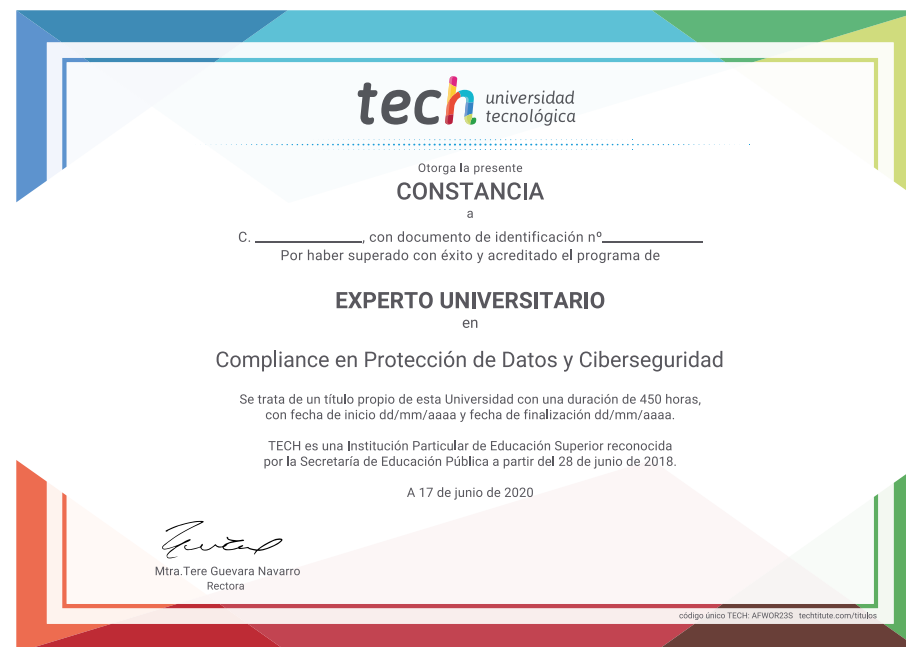 tech universidad
tecnológica
Otorga la presente
CONSTANCIA
a
C. ____________, con documento de identificación nº____________
Por haber superado con éxito y acreditado el programa de
EXPERTO UNIVERSITARIO
en
Compliance en Protección de Datos y Ciberseguridad
Se trata de un título propio de esta Universidad con una duración de 450 horas,
con fecha de inicio dd/mm/aaaa y fecha de finalización dd/mm/aaaa.
TECH es una Institución Particular de Educación Superior reconocida
por la Secretaría de Educación Pública a partir del 28 de junio de 2018.
A 17 de junio de 2020
Mtra.Tere Guevara Navarro
Rectora
código único TECH: AFWOR23S techtitute.com/titulos